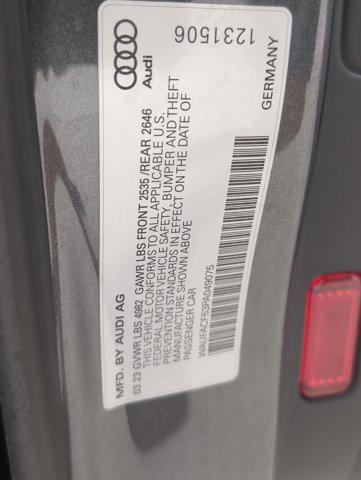 MFD. BY AUDI AG
03.23 GVWR LBS 4982 GAWR LBS FRONT 2535 /REAR 2646
THIS VEHICLE CONFORMS TO ALL APPLICABLE U.S.
FEDERAL MOTOR VEHICLE SAFETY, BUMPER AND THEFT
PREVENTION STANDARDS IN EFFECT ON THE DATE OF
MANUFACTURE SHOWN ABOVE
PASSENGER CAR
WAUFACF53PA049075
Audi
1231506
GERMANY